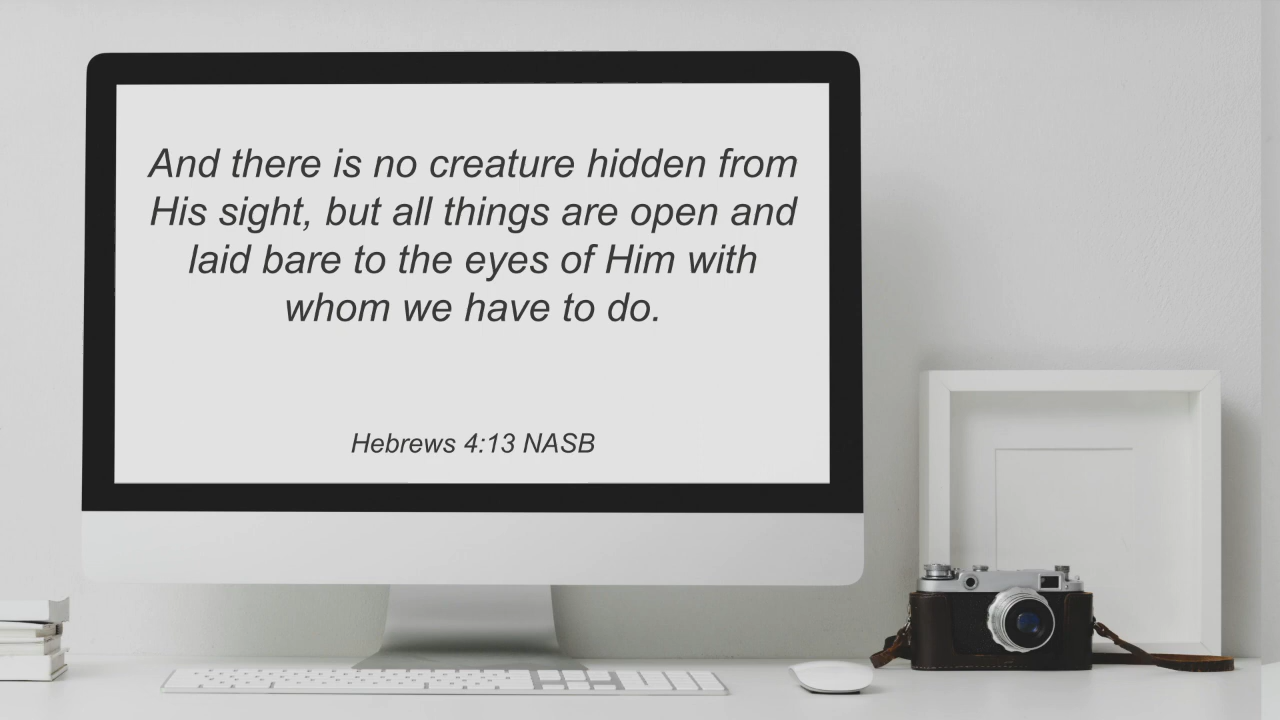 And there is no creature hidden from
His sight, but all things are open and
laid bare to the eyes of Him with
whom we have to do.
Hebrews 4:13 NASB